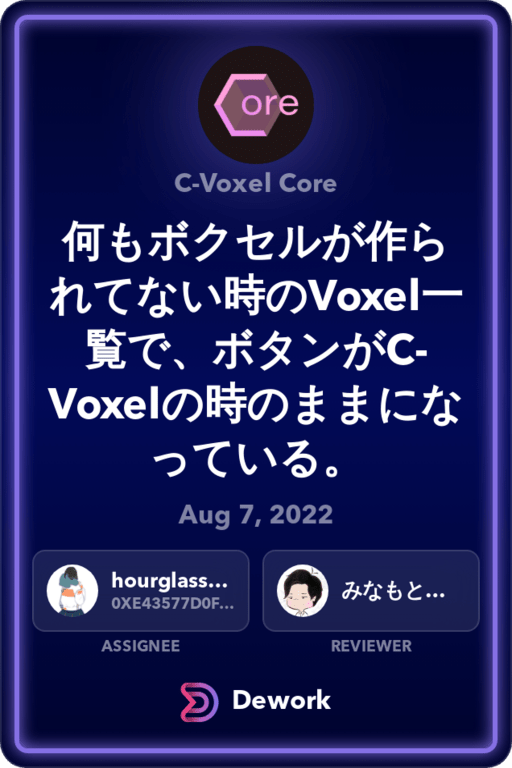 ore
C-Voxel Core
何もボクセルが作ら
れてない時のVoxel一
覧で、ボタンがC-
Voxelの時のままにな
っている。
Aug 7, 2022
hourglass...
0XE43577D0F...
みなもと...
ASSIGNEE
REVIEWER
Dework